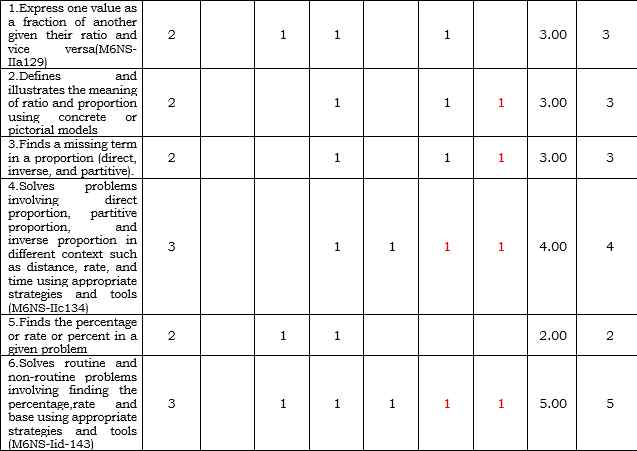 1.Express one value as
a fraction of another
given their ratio and
vice versa(M6NS-
IIa129)
2 1 1 1 3.00 3
2.Defines and
illustrates the meaning
of ratio and proportion
using concrete or
pictorial models
2 1 1 1 3.00 3
3.Finds a missing term
in a proportion (direct,
inverse, and partitive).
2 1 1 1 3.00 3
4.Solves problems
involving direct
proportion, partitive
proportion, and
inverse proportion in
different context such
as distance, rate, and
time using appropriate
strategies and tools
(M6NS-IIc134)
3 1 1 1 1 4.00 4
5.Finds the percentage
or rate or percent in a
given problem
2 1 1 2.00 2
6.Solves routine and
non-routine problems
involving finding the
percentage,rate and
base using appropriate
strategies and tools
(M6NS-Iid-143)
3 1 1 1 1 1 5.00 5